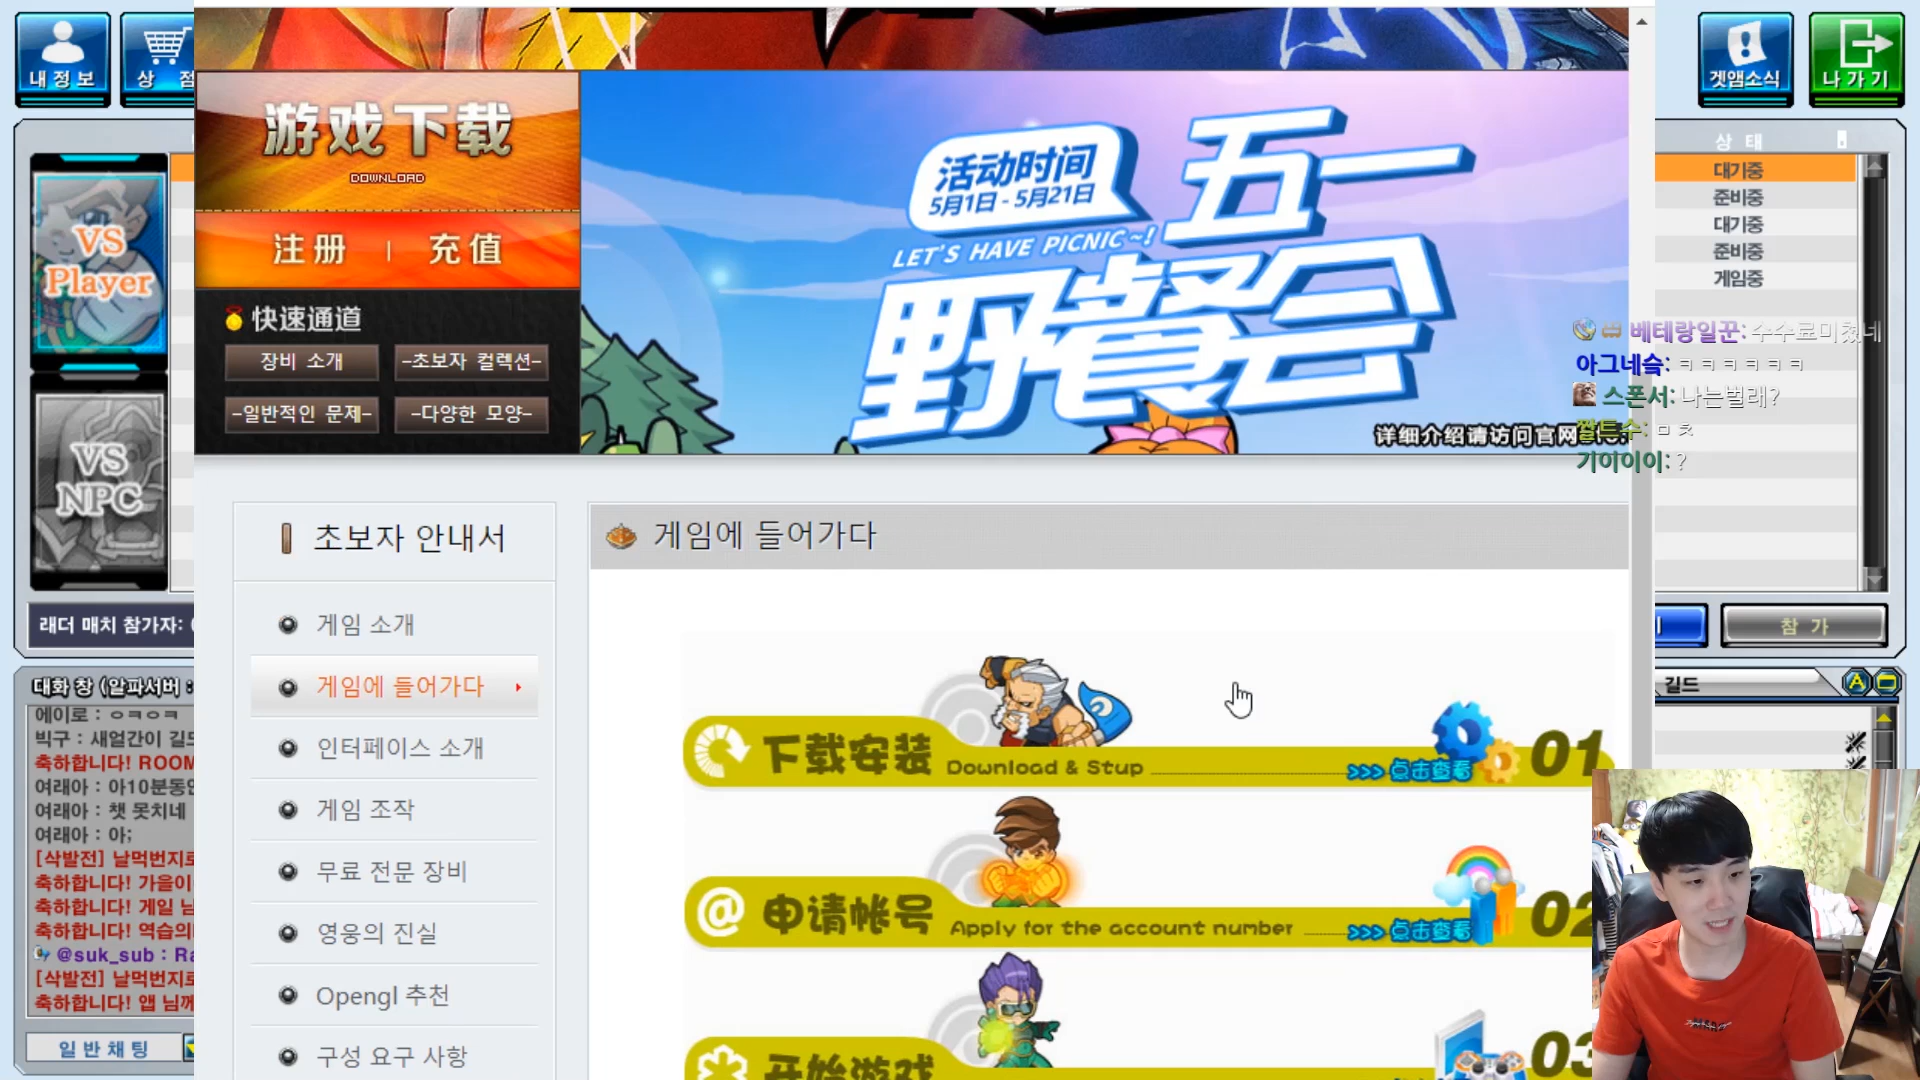 내 정 보
상 점
겟앰소식
나 가 기
游戏下载
DOWNLOAD
注册 | 充值
快速通道
장비 소개
-초보자 컬렉션-
-일반적인 문제-
-다양한 모양-
活动时间
5月1日 - 5月21日
五一
LET'S HAVE PICNIC~!
野餐会
详细介绍请访问官网
VS
Player
VS
NPC
래더 매치 참가자:
상 태
대기중
준비중
대기중
준비중
게임중
베테랑일꾼: 수수료미쳤네
아그네슼: ㅋㅋㅋㅋㅋㅋ
스폰서: 나는벌래?
짤튼수: ㅁㅊ
기이이이: ?
참 가
길드
초보자 안내서
게임 소개
게임에 들어가다
인터페이스 소개
게임 조작
무료 전문 장비
영웅의 진실
Opengl 추천
구성 요구 사항
게임에 들어가다
下载安装 Download & Stup >>> 点击查看 01
申请帐号 Apply for the account number >>> 点击查看 02
开始游戏 03
대화 창 (알파서버
에이로 : ㅇㅋㅇㅋ
빅구 : 새얼간이 길드
축하합니다! ROOM
여래아 : 아10분동안
여래아 : 챗 못치네
여래아 : 아;
[삭발전] 날먹번지로
축하합니다! 가을이
축하합니다! 게일 님
축하합니다! 역습의
@suk_sub : Ra
[삭발전] 날먹번지로
축하합니다! 앱 님께
일 반 채 팅